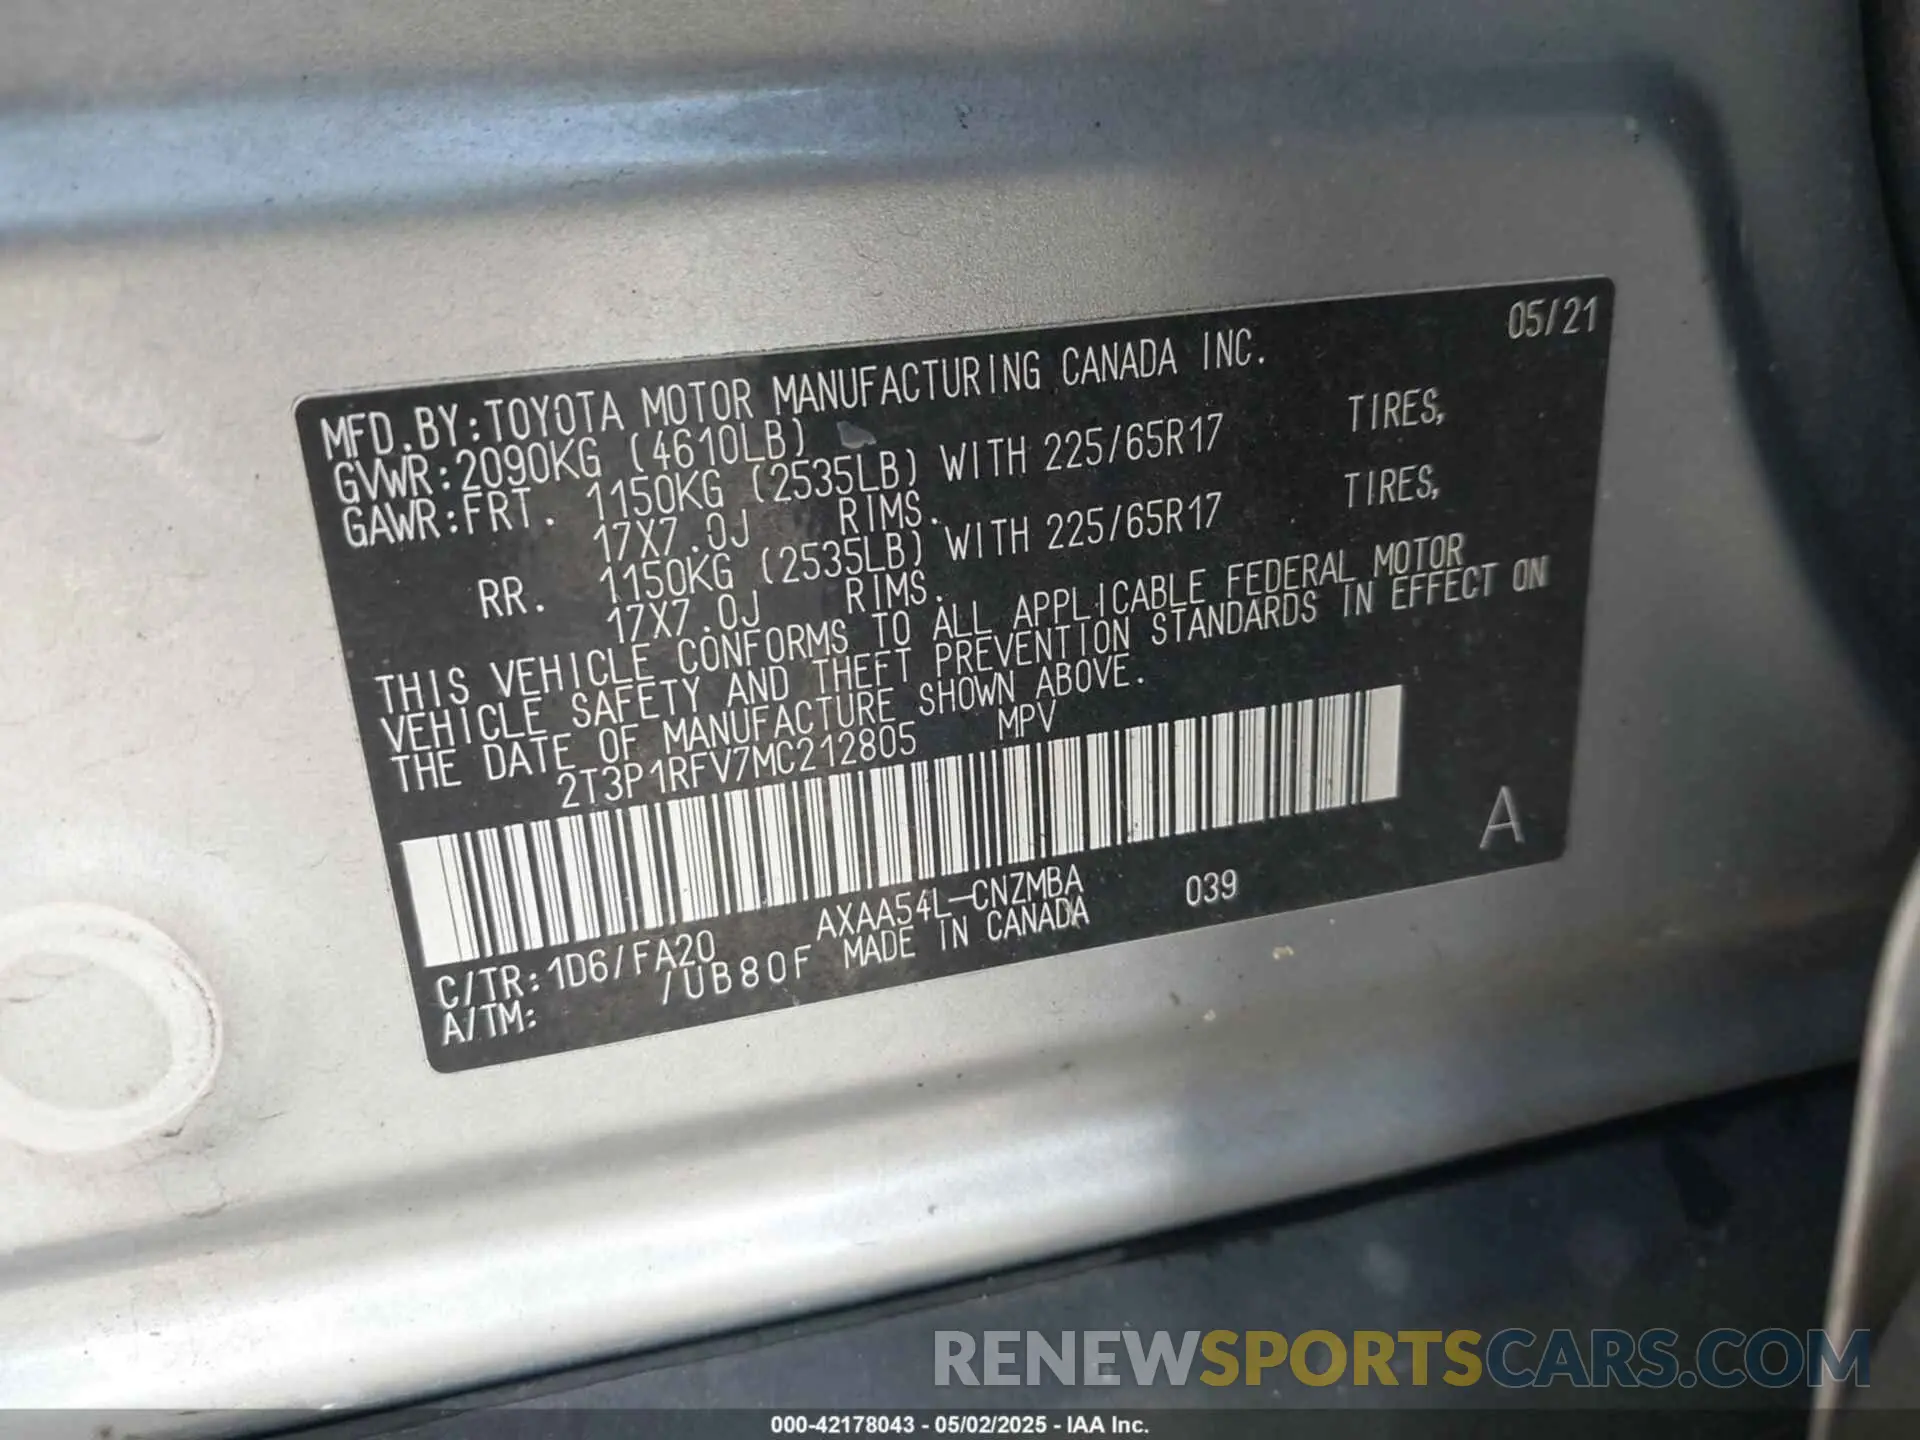 05/21
MFD.BY:TOYOTA MOTOR MANUFACTURING CANADA INC.
GVWR:2090KG (4610LB)
GAWR:FRT. 1150KG (2535LB) WITH 225/65R17 TIRES,
17X7.0J RIMS.
RR. 1150KG (2535LB) WITH 225/65R17 TIRES,
17X7.0J RIMS.
THIS VEHICLE CONFORMS TO ALL APPLICABLE FEDERAL MOTOR
VEHICLE SAFETY AND THEFT PREVENTION STANDARDS IN EFFECT ON
THE DATE OF MANUFACTURE SHOWN ABOVE.
2T3P1RFV7MC212805 MPV
A
C/TR:1D6/FA20 AXAA54L-CNZMBA 039
A/TM: /UB80F MADE IN CANADA
RENEWSPORTSCARS.COM
000-42178043 - 05/02/2025 - IAA Inc.